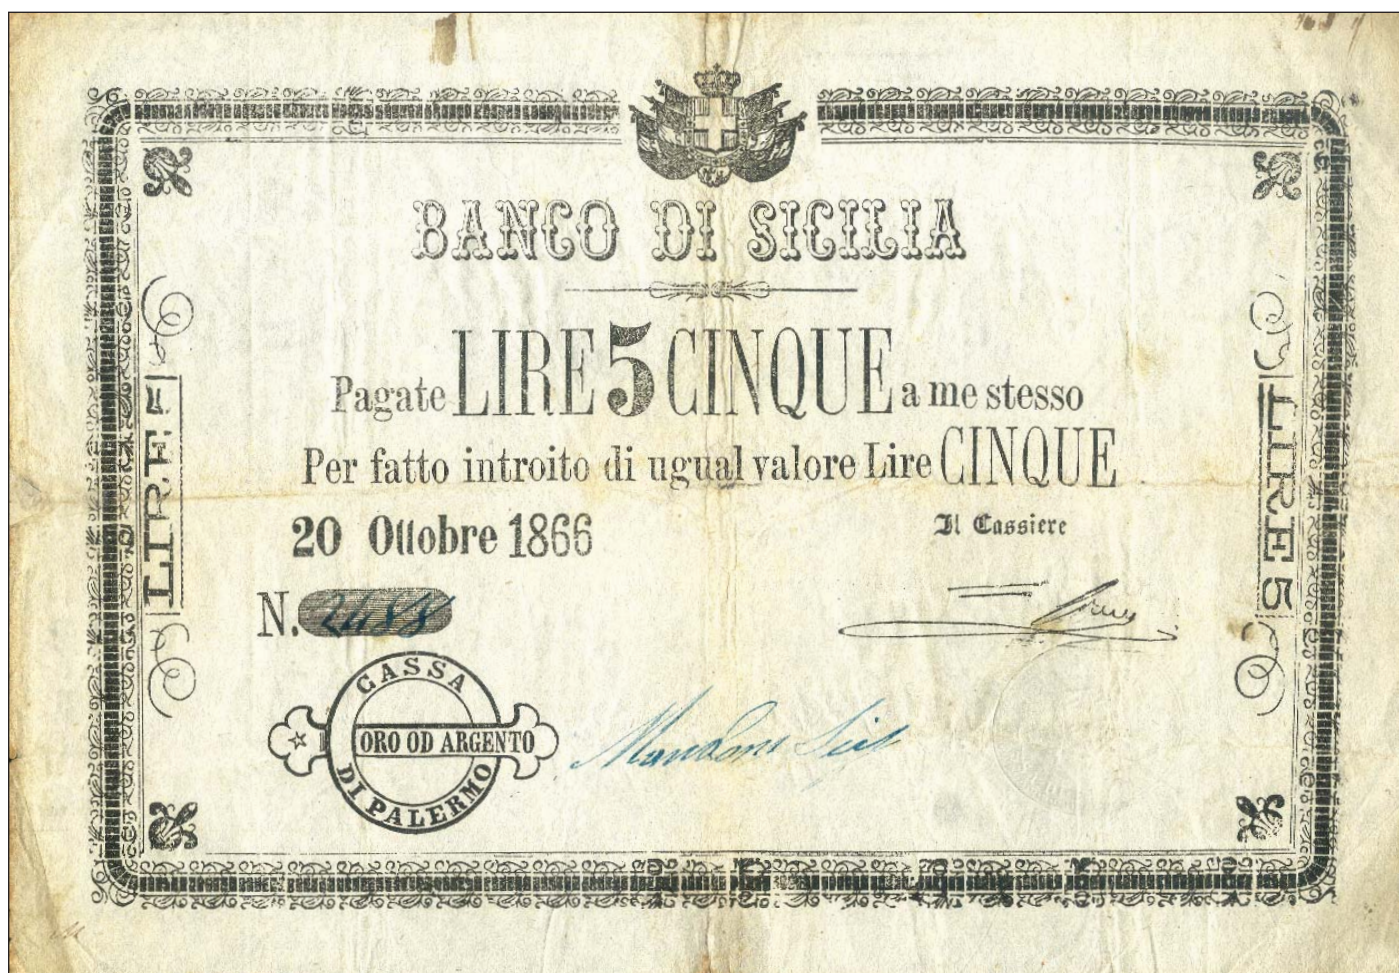 BANCO DI SICILIA
Pagate LIRE 5 CINQUE a me stesso
Per fatto introito di ugual valore Lire CINQUE
20 Ottobre 1866
Il Cassiere
N. 2488
CASSA
ORO OD ARGENTO
DI PALERMO
LIRE 5
LIRE 5